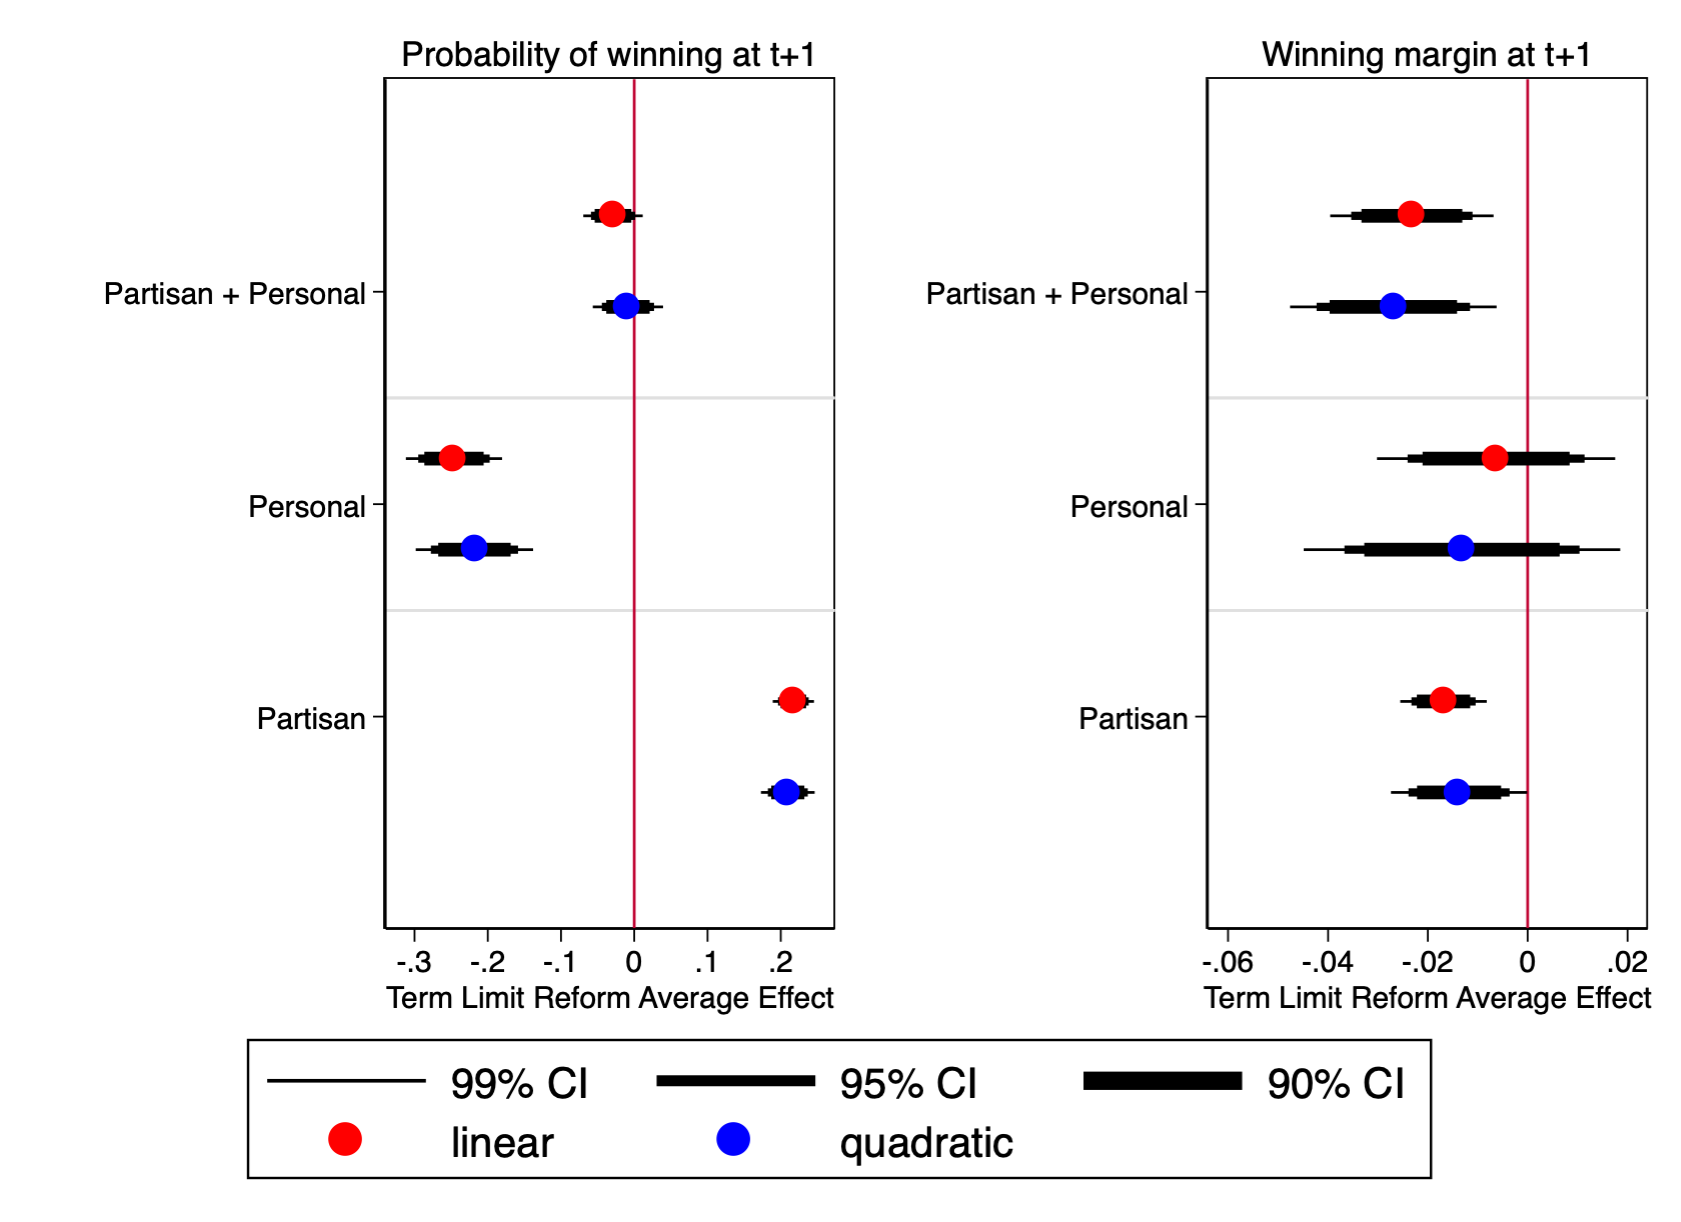 Probability of winning at t+1
Partisan + Personal
Personal
Partisan
-.3 -.2 -.1 0 .1 .2
Term Limit Reform Average Effect
Winning margin at t+1
Partisan + Personal
Personal
Partisan
-.06 -.04 -.02 0 .02
Term Limit Reform Average Effect
99% CI 95% CI 90% CI
linear quadratic